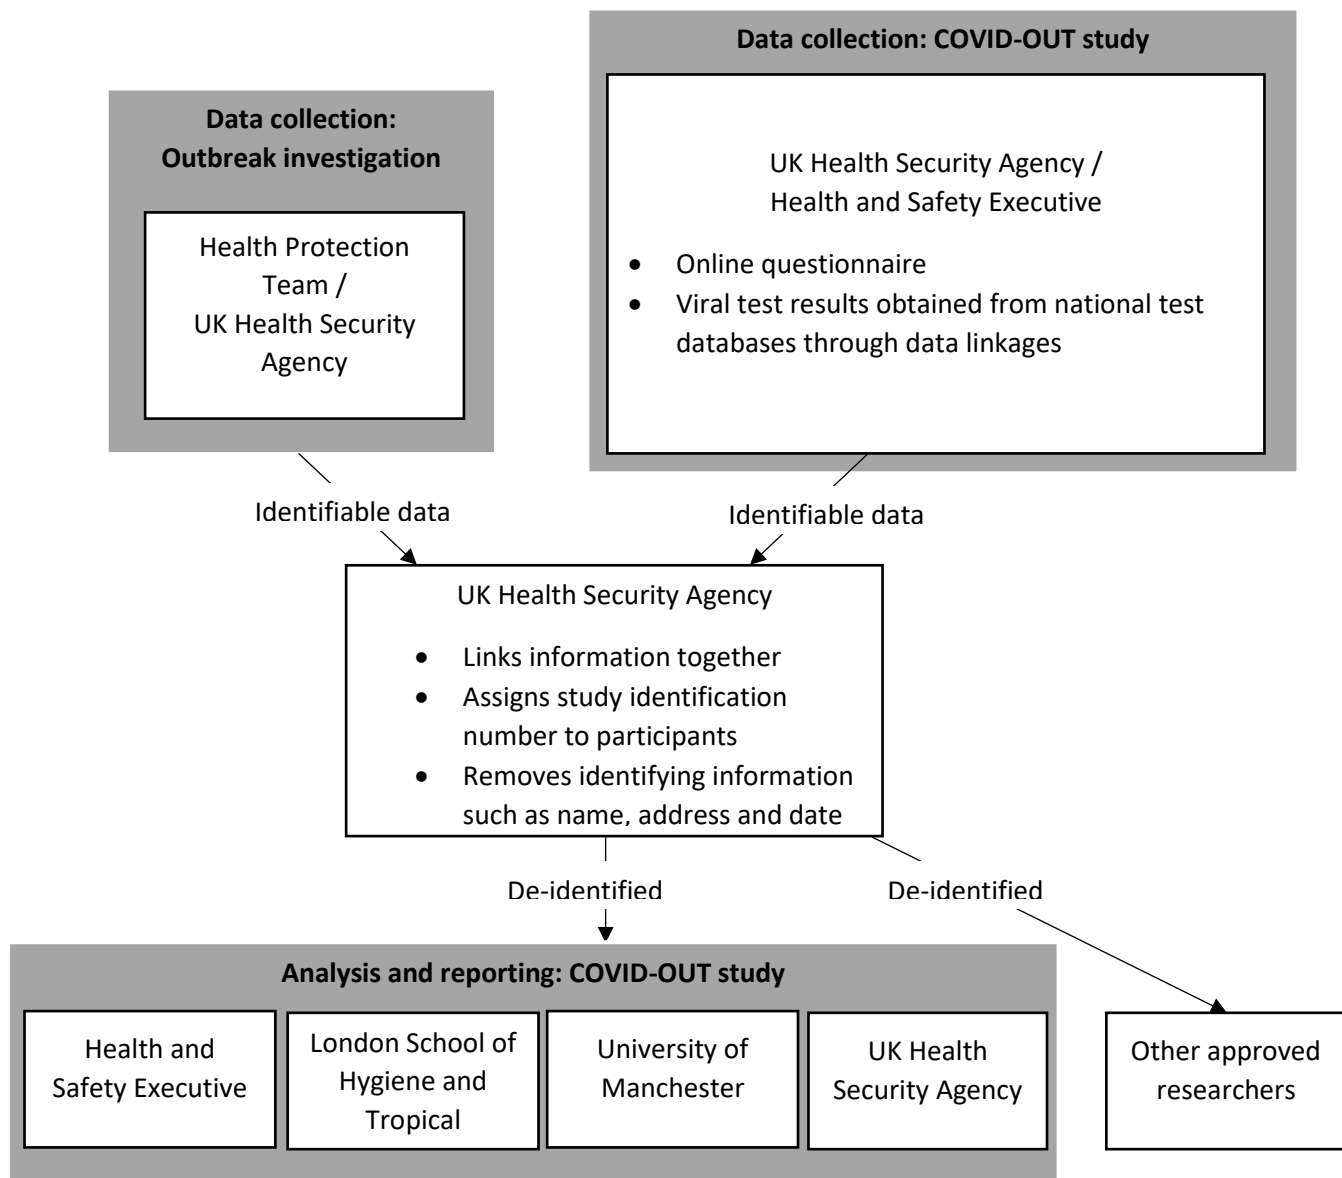 Data collection: COVID-OUT study
Data collection:
Outbreak investigation
UK Health Security Agency /
Health and Safety Executive
• Online questionnaire
• Viral test results obtained from national test
databases through data linkages
Health Protection
Team /
UK Health Security
Agency
Identifiable data
Identifiable data
UK Health Security Agency
• Links information together
• Assigns study identification
number to participants
• Removes identifying information
such as name, address and date
De-identified
De-identified
Analysis and reporting: COVID-OUT study
Health and
Safety Executive
London School of
Hygiene and
Tropical
University of
Manchester
UK Health
Security Agency
Other approved
researchers